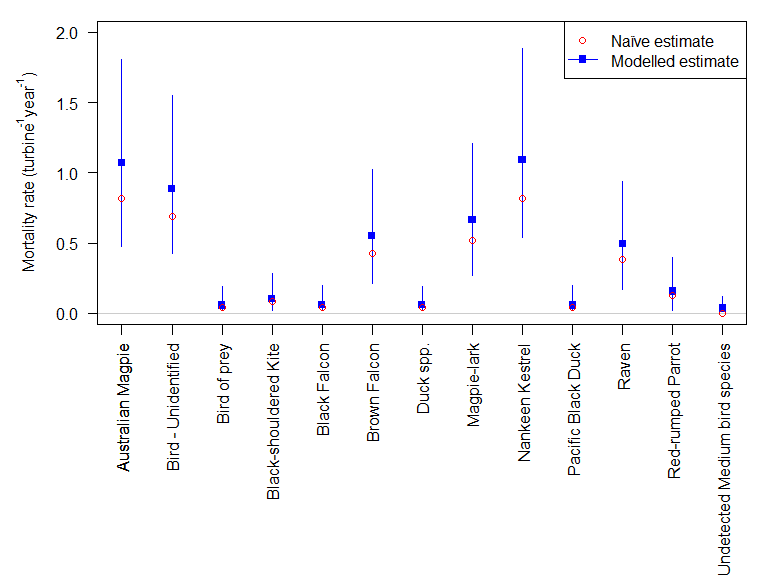 2.0
1.5
1.0
0.5
0.0
Mortality rate (turbine⁻¹year⁻¹)
Naïve estimate
Modelled estimate
Australian Magpie
Bird - Unidentified
Bird of prey
Black-shouldered Kite
Black Falcon
Brown Falcon
Duck spp.
Magpie-lark
Nankeen Kestrel
Pacific Black Duck
Raven
Red-rumped Parrot
Undetected Medium bird species